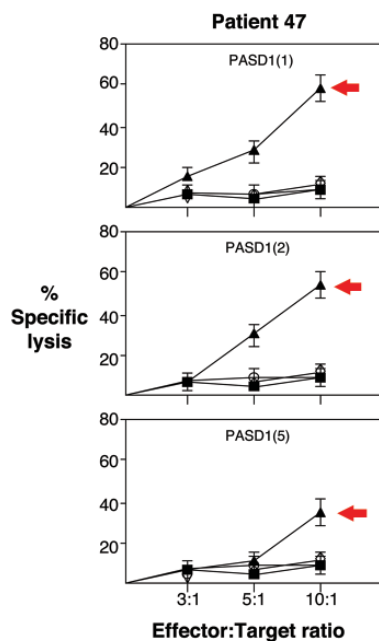 Patient 47
80
PASD1(1)
60
40
20
80
PASD1(2)
60
40
20
%
Specific
lysis
80
PASD1(5)
60
40
20
0
3:1 5:1 10:1
Effector:Target ratio